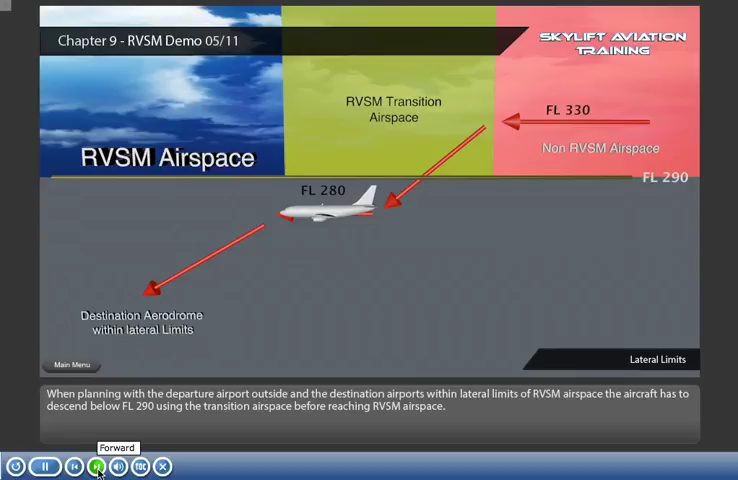 Chapter 9 - RVSM Demo 05/11
SKYLIFT AVIATION
TRAINING
RVSM Transition
Airspace
FL 330
RVSM Airspace
Non RVSM Airspace
FL 290
FL 280
Destination Aerodrome
within lateral Limits
Main Menu
Lateral Limits
When planning with the departure airport outside and the destination airports within lateral limits of RVSM airspace the aircraft has to
descend below FL 290 using the transition airspace before reaching RVSM airspace.
Forward
TOC